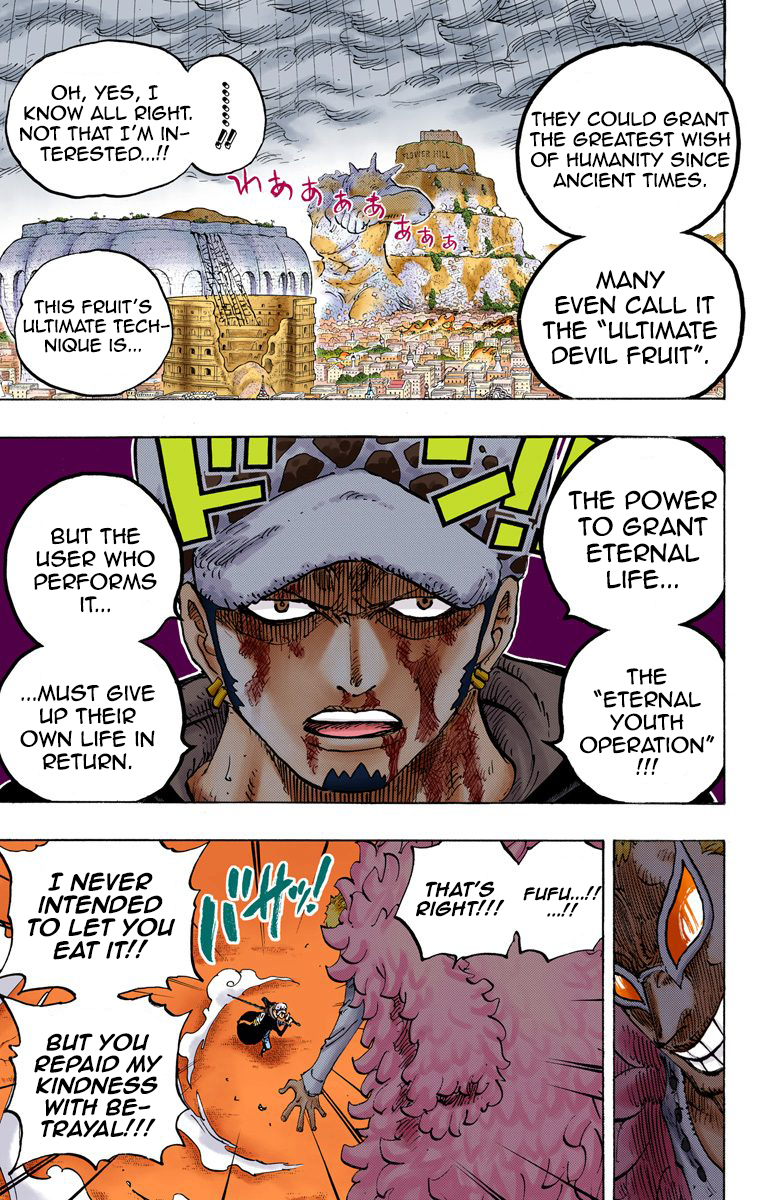 THEY COULD GRANT
THE GREATEST WISH
OF HUMANITY SINCE
ANCIENT TIMES.
MANY
EVEN CALL IT
THE "ULTIMATE
DEVIL FRUIT".
FLOWER HILL
わぁぁぁぁぁぁぁ
..........!!
OH, YES, I
KNOW ALL RIGHT.
NOT THAT I'M IN-
TERESTED...!!
THIS FRUIT'S
ULTIMATE TECH-
NIQUE IS...
THE POWER
TO GRANT
ETERNAL
LIFE...
THE
"ETERNAL
YOUTH
OPERATION"
!!!
ドン!!
BUT THE
USER WHO
PERFORMS
IT...
...MUST GIVE
UP THEIR
OWN LIFE IN
RETURN.
FUFU...!!
...!!
THAT'S
RIGHT!!!
バサッ!
I NEVER
INTENDED
TO LET YOU
EAT IT!!
BUT YOU
REPAID MY
KINDNESS
WITH BE-
TRAYAL!!!